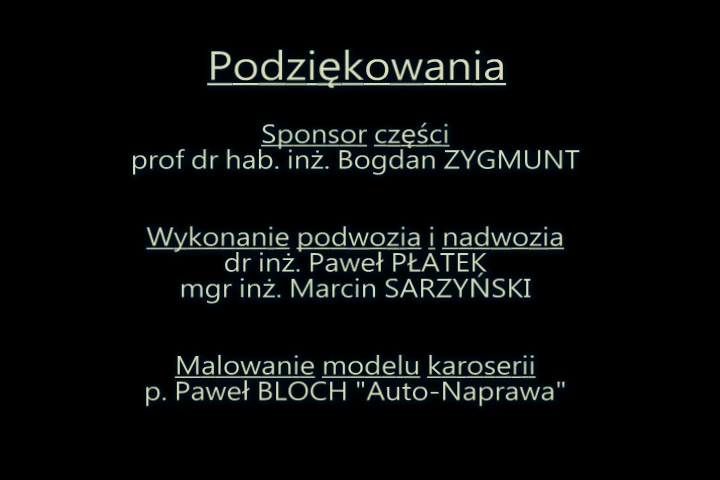 Podziękowania
Sponsor części
prof dr hab. inż. Bogdan ZYGMUNT
Wykonanie podwozia i nadwozia
dr inż. Paweł PŁATEK
mgr inż. Marcin SARZYŃSKI
Malowanie modelu karoserii
p. Paweł BLOCH "Auto-Naprawa"